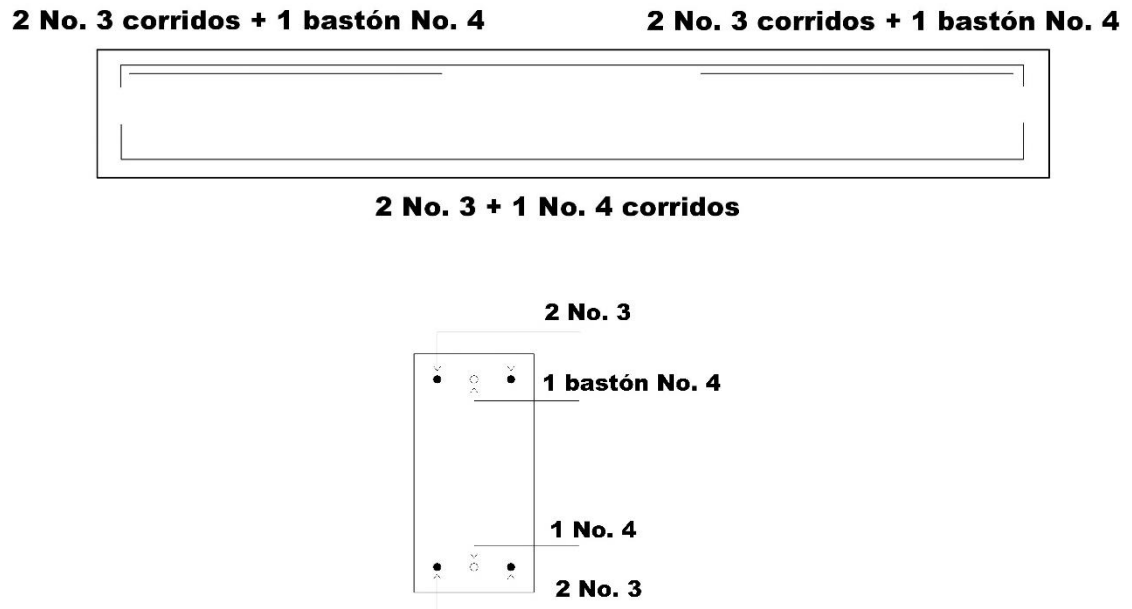 2 No. 3 corridos + 1 bastón No. 4
2 No. 3 corridos + 1 bastón No. 4
2 No. 3 + 1 No. 4 corridos
2 No. 3
1 bastón No. 4
1 No. 4
2 No. 3